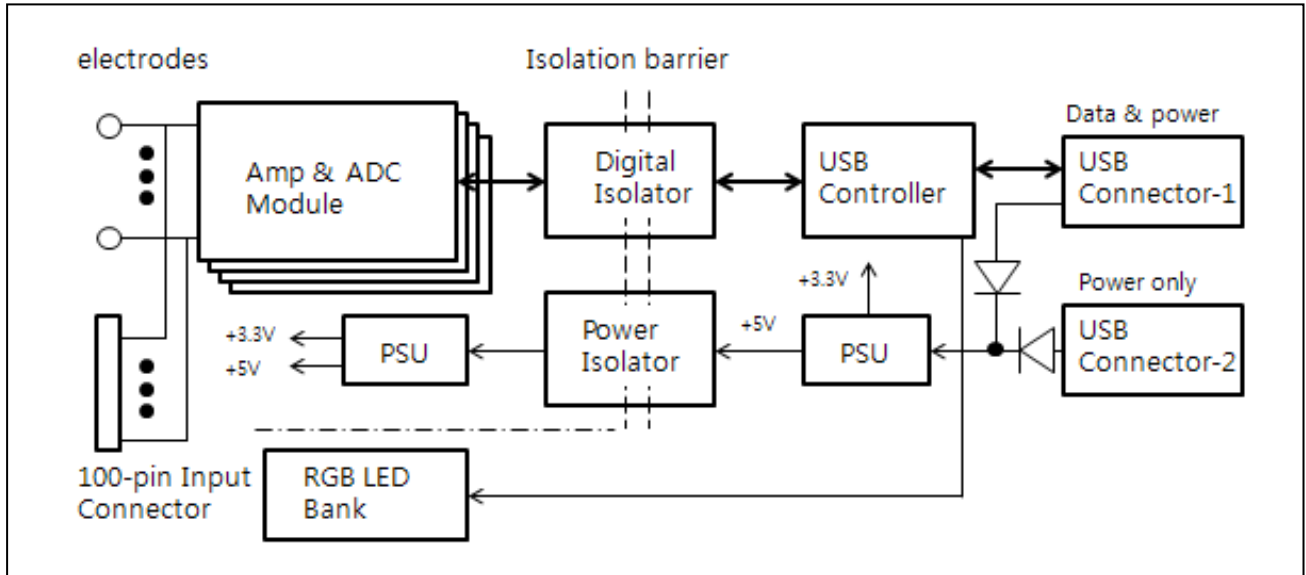 electrodes
Isolation barrier
Data & power
Amp & ADC
Module
Digital
Isolator
USB
Controller
USB
Connector-1
+3.3V
Power only
+3.3V
+5V
PSU
Power
Isolator
+5V
PSU
USB
Connector-2
100-pin Input
Connector
RGB LED
Bank